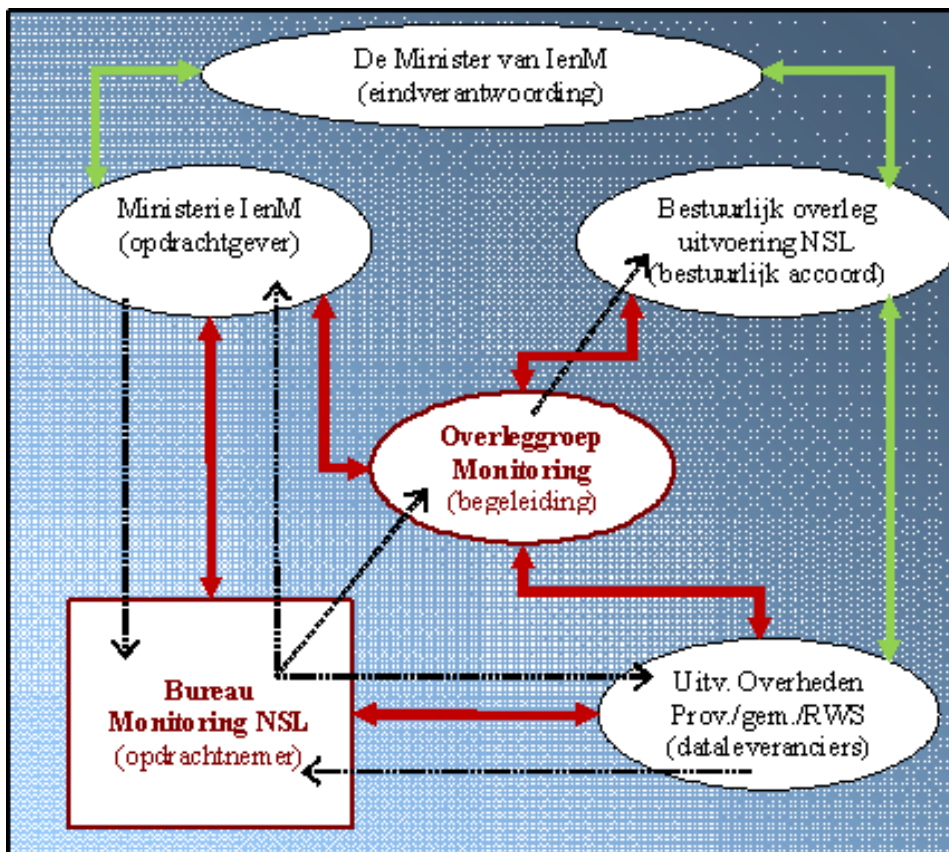 De Minister van IenM
(eindverantwoording)
Ministerie IenM
(opdrachtgever)
Bestuurlijk overleg
uitvoering NSL
(bestuurlijk accoord)
Overleggroep
Monitoring
(begeleiding)
Bureau
Monitoring NSL
(opdrachtnemer)
Uitv. Overheden
Prov./gem./RWS
(dataleveranciers)